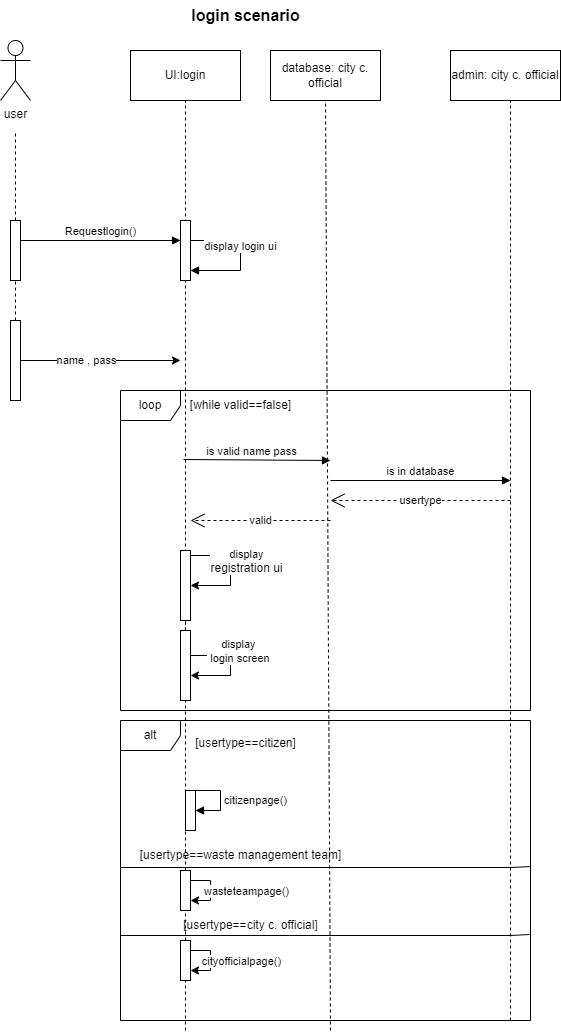 login scenario
UI:login
database: city c.
official
admin: city c. official
user
Requestlogin()
display login ui
name , pass
loop
[while valid==false]
is valid name pass
is in database
usertype
valid
display
registration ui
display
login screen
alt
[usertype==citizen]
citizenpage()
[usertype==waste management team]
wasteteampage()
[usertype==city c. official]
cityofficialpage()